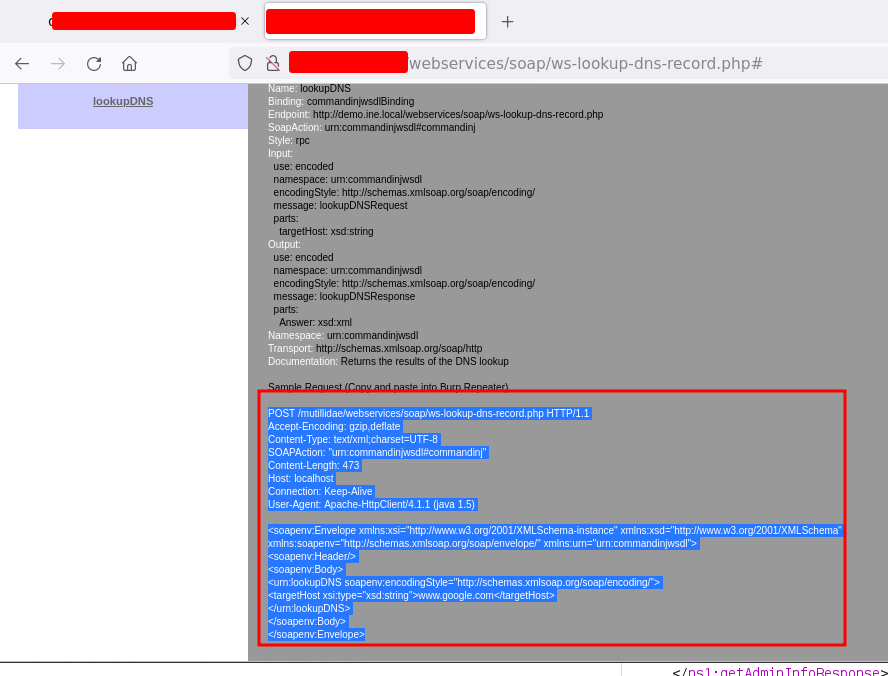 /webservices/soap/ws-lookup-dns-record.php#
lookupDNS
Name: lookupDNS
Binding: commandinjwsdlBinding
Endpoint: http://demo.ine.local/webservices/soap/ws-lookup-dns-record.php
SoapAction: urn:commandinjwsdl#commandinj
Style: rpc
Input:
use: encoded
namespace: urn:commandinjwsdl
encodingStyle: http://schemas.xmlsoap.org/soap/encoding/
message: lookupDNSRequest
parts:
targetHost: xsd:string
Output:
use: encoded
namespace: urn:commandinjwsdl
encodingStyle: http://schemas.xmlsoap.org/soap/encoding/
message: lookupDNSResponse
parts:
Answer: xsd:xml
Namespace: urn:commandinjwsdl
Transport: http://schemas.xmlsoap.org/soap/http
Documentation: Returns the results of the DNS lookup
Sample Request (Copy and paste into Burp Repeater)
POST /mutillidae/webservices/soap/ws-lookup-dns-record.php HTTP/1.1
Accept-Encoding: gzip,deflate
Content-Type: text/xml;charset=UTF-8
SOAPAction: "urn:commandinjwsdl#commandinj"
Content-Length: 473
Host: localhost
Connection: Keep-Alive
User-Agent: Apache-HttpClient/4.1.1 (java 1.5)
<soapenv:Envelope xmlns:xsi="http://www.w3.org/2001/XMLSchema-instance" xmlns:xsd="http://www.w3.org/2001/XMLSchema"
xmlns:soapenv="http://schemas.xmlsoap.org/soap/envelope/" xmlns:urn="urn:commandinjwsdl">
<soapenv:Header/>
<soapenv:Body>
<urn:lookupDNS soapenv:encodingStyle="http://schemas.xmlsoap.org/soap/encoding/">
<targetHost xsi:type="xsd:string">www.google.com</targetHost>
</urn:lookupDNS>
</soapenv:Body>
</soapenv:Envelope>
</ns1:getAdminInfoResponse>